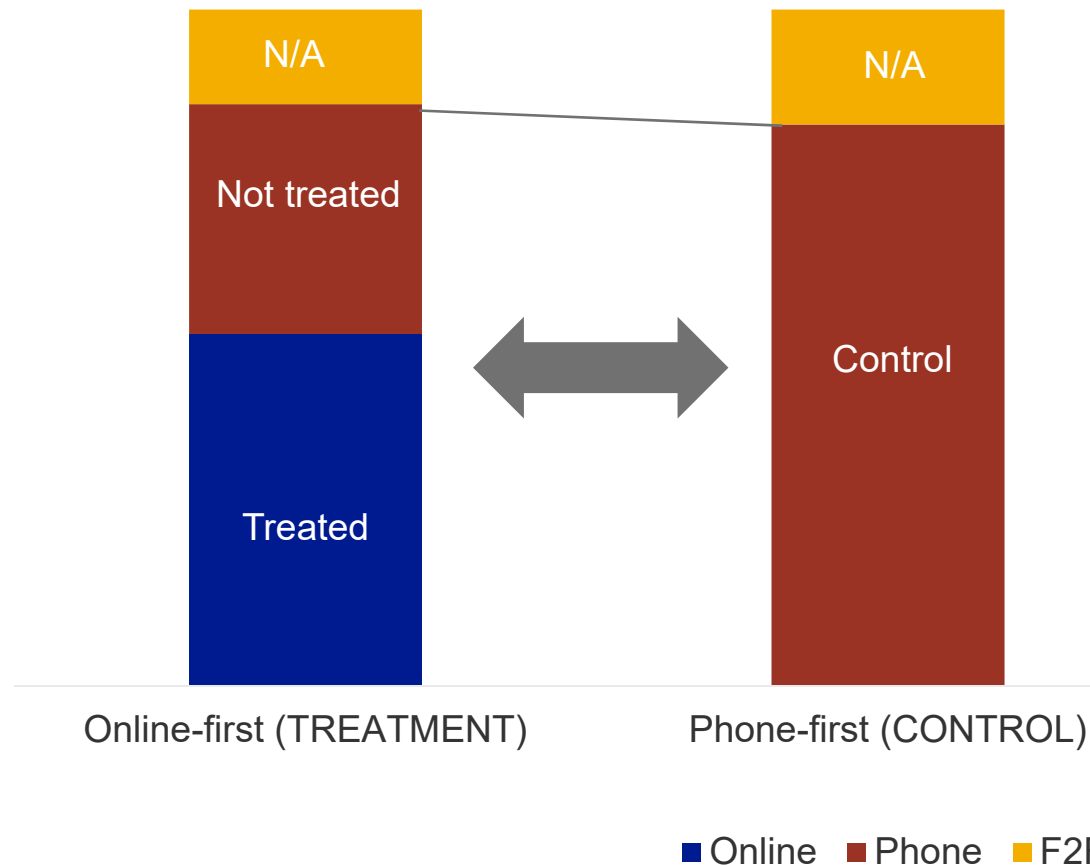 N/A
N/A
Not treated
Control
Treated
Online-first (TREATMENT)
Phone-first (CONTROL)
Online
Phone